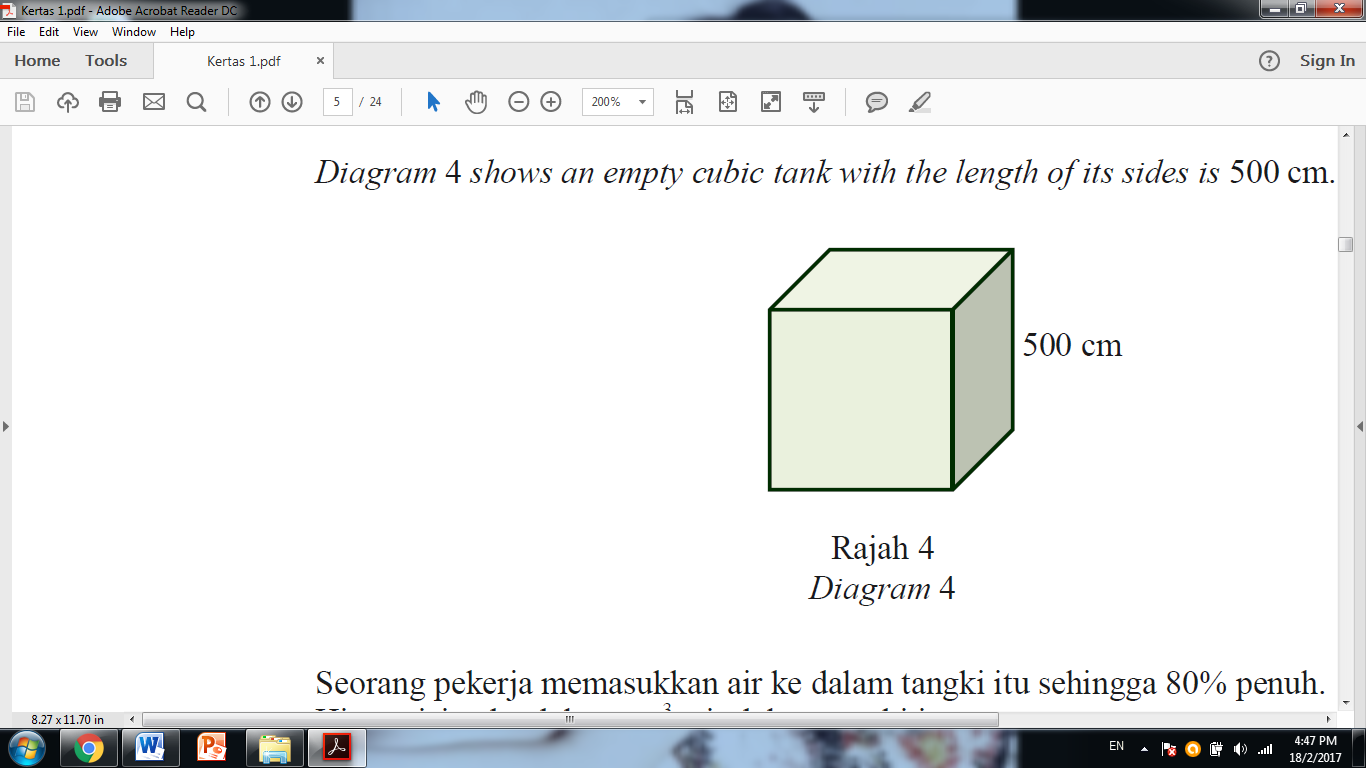 Kertas 1.pdf - Adobe Acrobat Reader DC
File Edit View Window Help
Home Tools Kertas 1.pdf × ? Sign In
5 / 24 200%
Diagram 4 shows an empty cubic tank with the length of its sides is 500 cm.
500 cm
Rajah 4
Diagram 4
Seorang pekerja memasukkan air ke dalam tangki itu sehingga 80% penuh.
8.27 x 11.70 in
EN 4:47 PM
18/2/2017